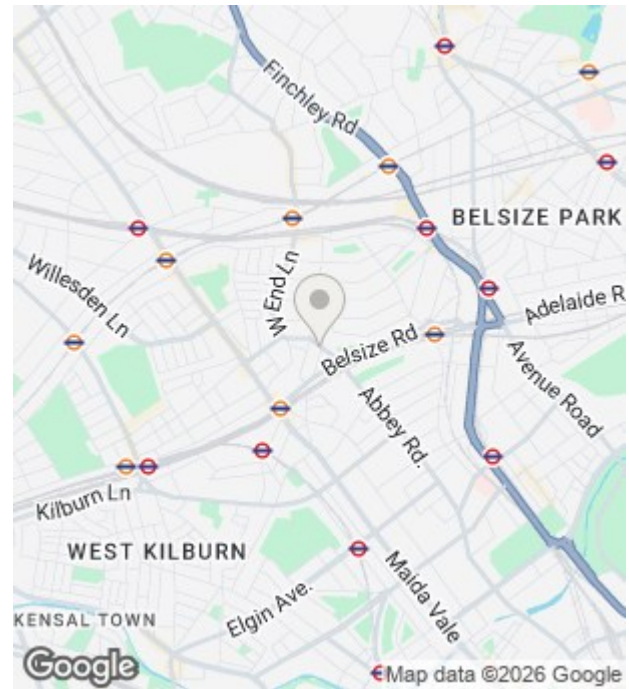 Finchley Rd
BELSIZE PARK
Willesden Ln
W End Ln
Adelaide R
Belsize Rd
Avenue Road
Abbey Rd.
Kilburn Ln
WEST KILBURN
Maida Vale
Elgin Ave.
KENSAL TOWN
Google
Map data ©2026 Google